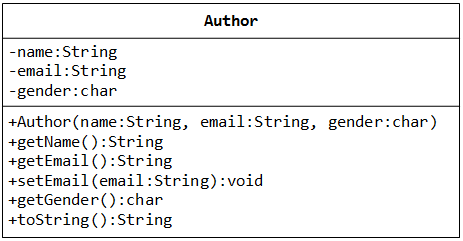 Author
-name:String
-email:String
-gender:char
+Author(name:String, email:String, gender:char)
+getName():String
+getEmail():String
+setEmail(email:String):void
+getGender():char
+toString():String